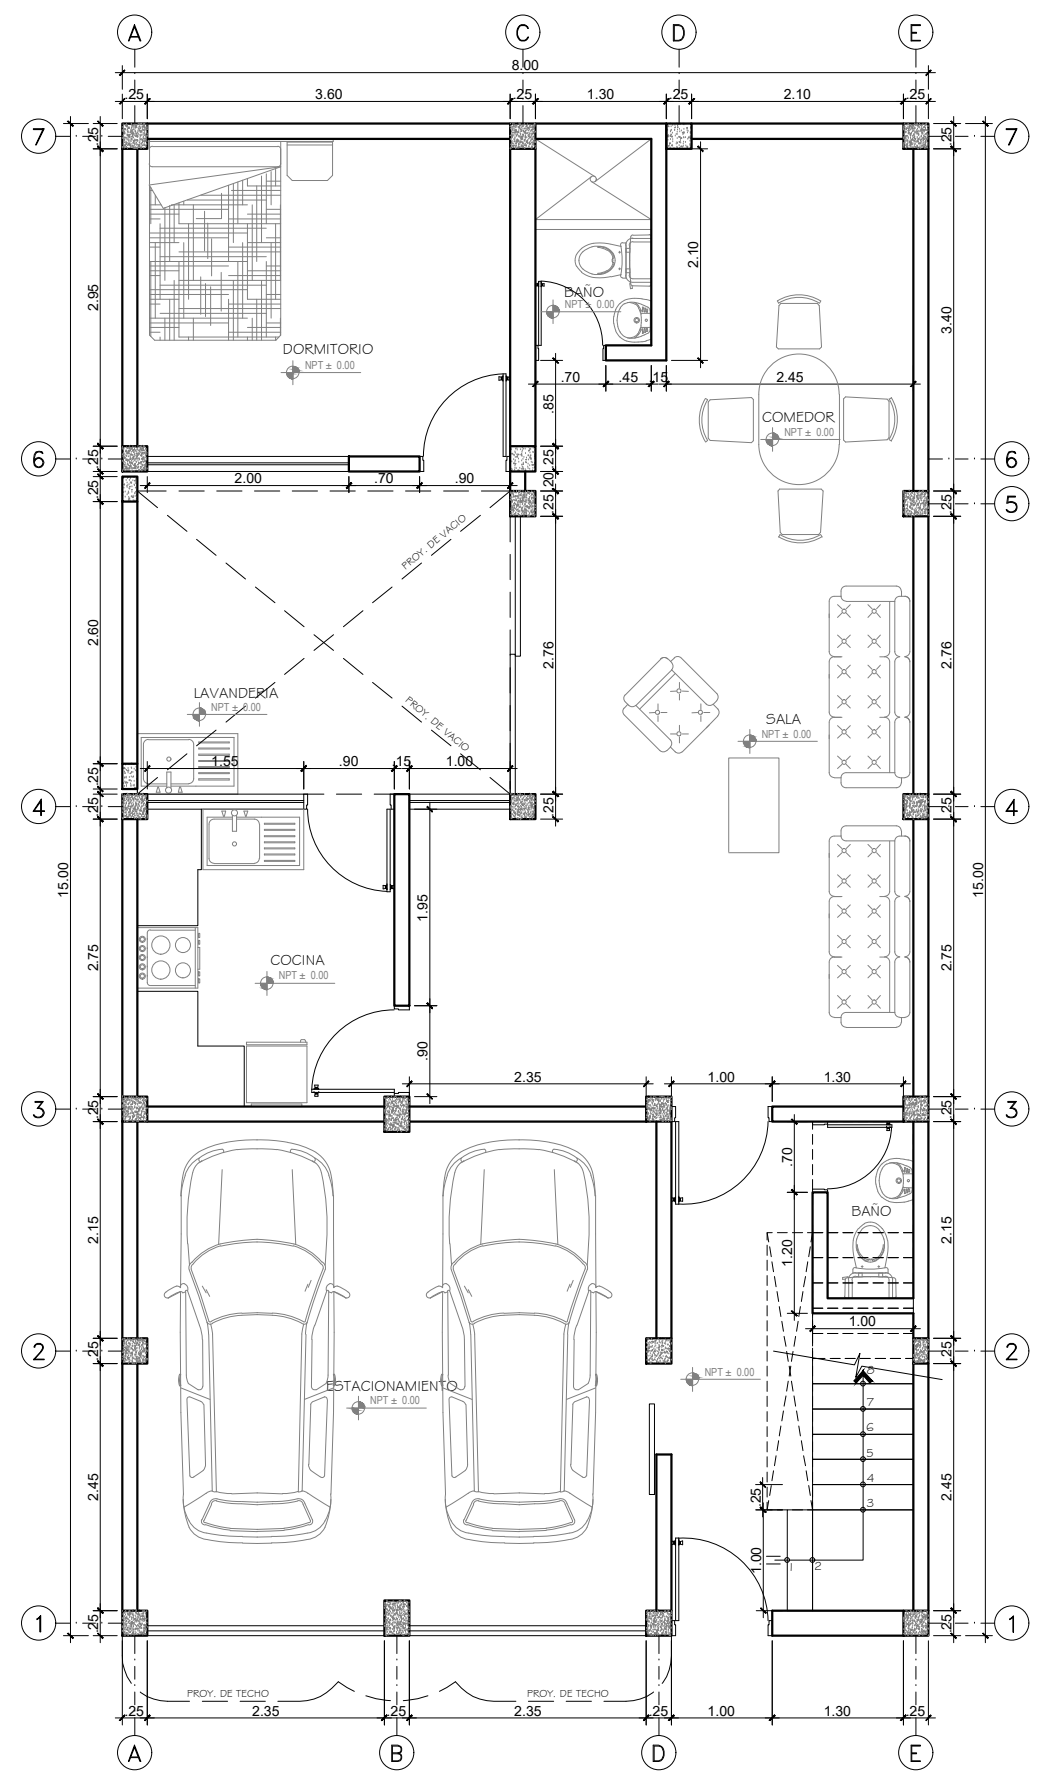 A C D E
8.00
.25 3.60 .25 1.30 .25 2.10 .25
7 .25 .25 7
2.95 2.10 3.40
BAÑO
NPT ± 0.00
DORMITORIO
NPT ± 0.00
.70 .45 .15 2.45
.85
COMEDOR
NPT ± 0.00
6 .25 .25 6
2.00 .70 .90 .20
.25 .25 .25 5
PROY. DE VACIO
2.60 2.76 2.76
LAVANDERIA
NPT ± 0.00
PROY. DE VACIO
SALA
NPT ± 0.00
1.55 .90 .15 1.00
.25
4 .25 .25 .25 4
15.00 15.00
1.95
2.75 2.75
COCINA
NPT ± 0.00
.90
2.35 1.00 1.30
3 .25 .25 3
.70
2.15 BAÑO 2.15
1.20
1.00
2 .25 .25 2
8
NPT ± 0.00
ESTACIONAMIENTO
NPT ± 0.00
7
6
5
4
2.45 .25 2.45
3
1.00
1 2
1 .25 .25 1
PROY. DE TECHO PROY. DE TECHO
.25 2.35 .25 2.35 .25 1.00 1.30 .25
A B D E